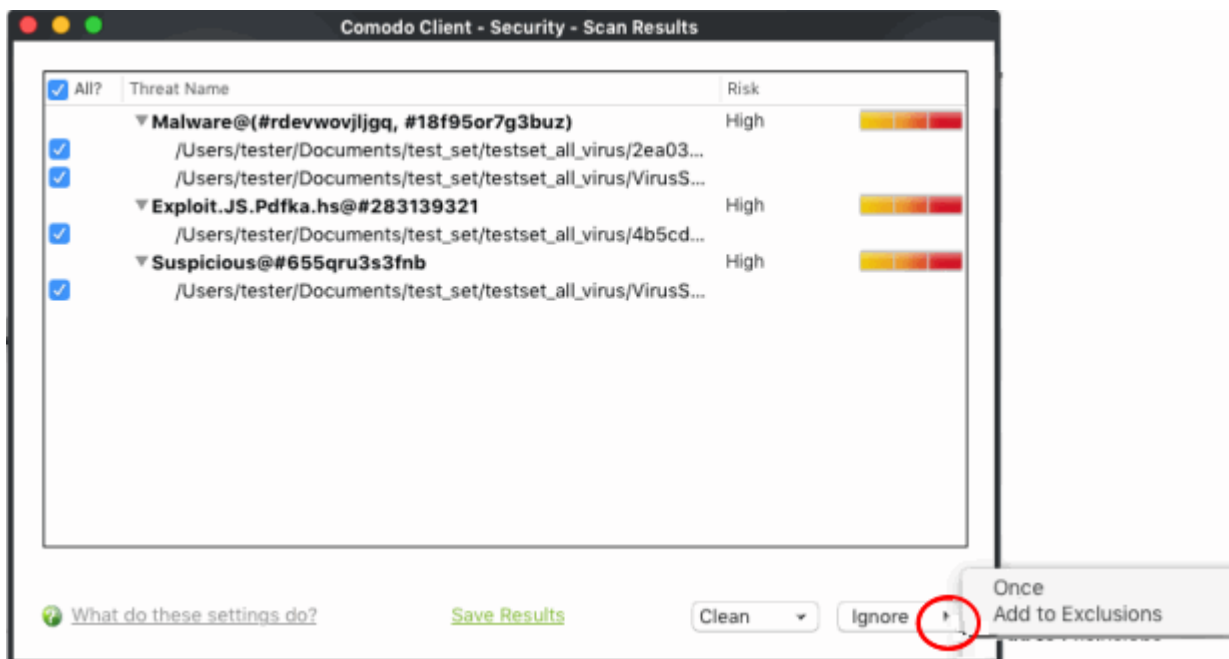 Comodo Client - Security - Scan Results
All? Threat Name Risk
Malware@(#rdevwovjljgq, #18f95or7g3buz) High
/Users/tester/Documents/test_set/testset_all_virus/2ea03...
/Users/tester/Documents/test_set/testset_all_virus/VirusS...
Exploit.JS.Pdfka.hs@#283139321 High
/Users/tester/Documents/test_set/testset_all_virus/4b5cd...
Suspicious@#655qru3s3fnb High
/Users/tester/Documents/test_set/testset_all_virus/VirusS...
Once
What do these settings do? Save Results Clean Ignore Add to Exclusions